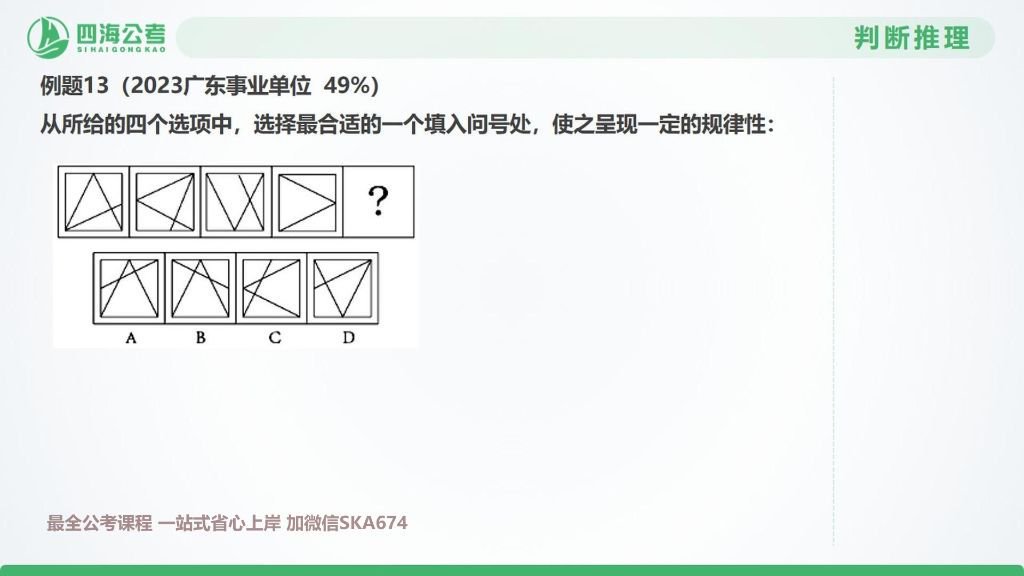 四海公考
SIHAIGONGKAO
判断推理
例题13（2023广东事业单位 49%）
从所给的四个选项中，选择最合适的一个填入问号处，使之呈现一定的规律性：
?
A B C D
最全公考课程 一站式省心上岸 加微信SKA674